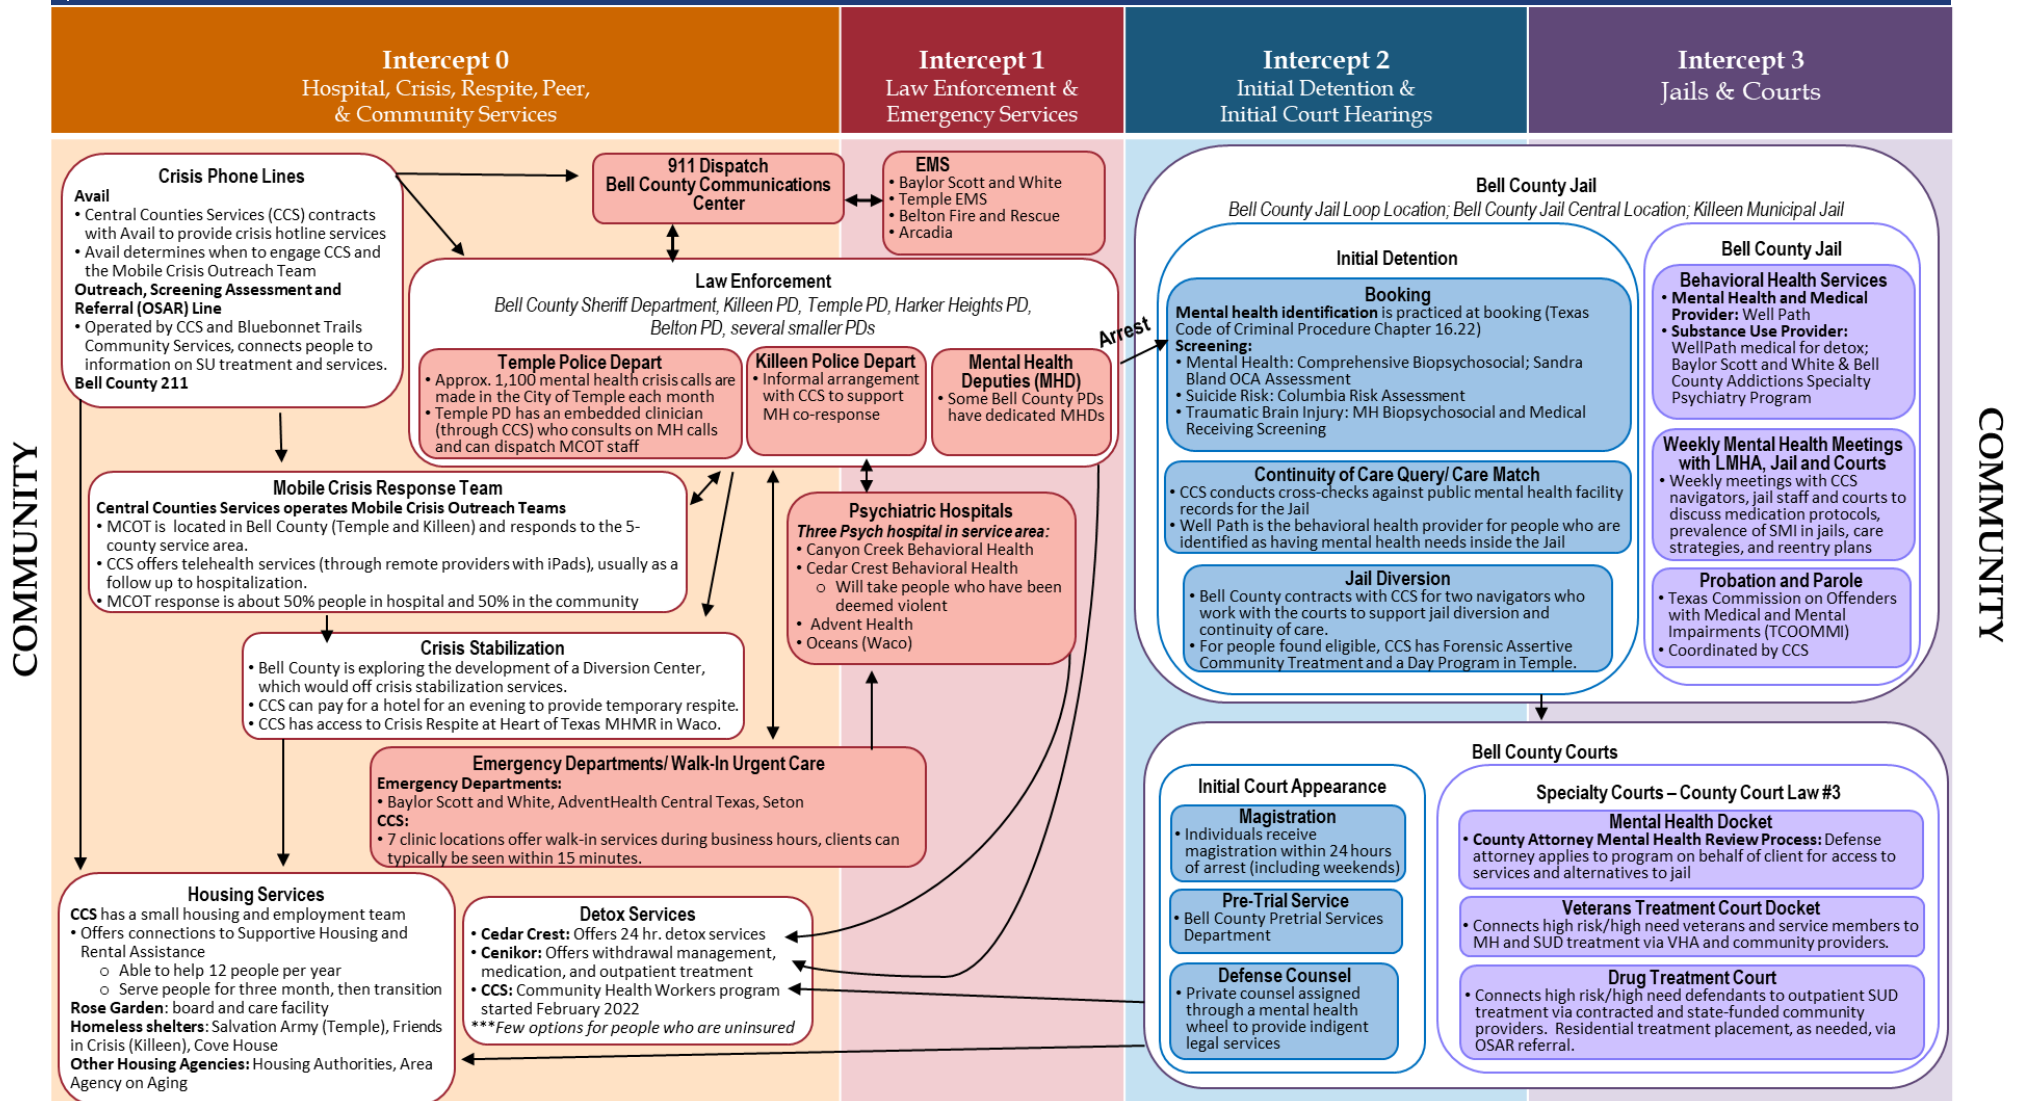 Intercept 0
Hospital, Crisis, Respite, Peer,
& Community Services
Intercept 1
Law Enforcement &
Emergency Services
Intercept 2
Initial Detention &
Initial Court Hearings
Intercept 3
Jails & Courts
COMMUNITY
Crisis Phone Lines
Avail
• Central Counties Services (CCS) contracts
with Avail to provide crisis hotline services
• Avail determines when to engage CCS and
the Mobile Crisis Outreach Team
Outreach, Screening Assessment and
Referral (OSAR) Line
• Operated by CCS and Bluebonnet Trails
Community Services, connects people to
information on SU treatment and services.
Bell County 211
911 Dispatch
Bell County Communications
Center
EMS
• Baylor Scott and White
• Temple EMS
• Belton Fire and Rescue
• Arcadia
Law Enforcement
Bell County Sheriff Department, Killeen PD, Temple PD, Harker Heights PD,
Belton PD, several smaller PDs
Temple Police Depart
• Approx. 1,100 mental health crisis calls are
made in the City of Temple each month
• Temple PD has an embedded clinician
(through CCS) who consults on MH calls
and can dispatch MCOT staff
Killeen Police Depart
• Informal arrangement
with CCS to support
MH co-response
Mental Health
Deputies (MHD)
• Some Bell County PDs
have dedicated MHDs
Arrest
Mobile Crisis Response Team
Central Counties Services operates Mobile Crisis Outreach Teams
• MCOT is located in Bell County (Temple and Killeen) and responds to the 5-
county service area.
• CCS offers telehealth services (through remote providers with iPads), usually as a
follow up to hospitalization.
• MCOT response is about 50% people in hospital and 50% in the community
Psychiatric Hospitals
Three Psych hospital in service area:
• Canyon Creek Behavioral Health
• Cedar Crest Behavioral Health
o Will take people who have been
deemed violent
• Advent Health
• Oceans (Waco)
Crisis Stabilization
• Bell County is exploring the development of a Diversion Center,
which would off crisis stabilization services.
• CCS can pay for a hotel for an evening to provide temporary respite.
• CCS has access to Crisis Respite at Heart of Texas MHMR in Waco.
Emergency Departments/ Walk-In Urgent Care
Emergency Departments:
• Baylor Scott and White, AdventHealth Central Texas, Seton
CCS:
• 7 clinic locations offer walk-in services during business hours, clients can
typically be seen within 15 minutes.
Housing Services
CCS has a small housing and employment team
• Offers connections to Supportive Housing and
Rental Assistance
o Able to help 12 people per year
o Serve people for three month, then transition
Rose Garden: board and care facility
Homeless shelters: Salvation Army (Temple), Friends
in Crisis (Killeen), Cove House
Other Housing Agencies: Housing Authorities, Area
Agency on Aging
Detox Services
• Cedar Crest: Offers 24 hr. detox services
• Cenikor: Offers withdrawal management,
medication, and outpatient treatment
• CCS: Community Health Workers program
started February 2022
***Few options for people who are uninsured
Bell County Jail
Bell County Jail Loop Location; Bell County Jail Central Location; Killeen Municipal Jail
Initial Detention
Booking
Mental health identification is practiced at booking (Texas
Code of Criminal Procedure Chapter 16.22)
Screening:
• Mental Health: Comprehensive Biopsychosocial; Sandra
Bland OCA Assessment
• Suicide Risk: Columbia Risk Assessment
• Traumatic Brain Injury: MH Biopsychosocial and Medical
Receiving Screening
Continuity of Care Query/ Care Match
• CCS conducts cross-checks against public mental health facility
records for the Jail
• Well Path is the behavioral health provider for people who are
identified as having mental health needs inside the Jail
Jail Diversion
• Bell County contracts with CCS for two navigators who
work with the courts to support jail diversion and
continuity of care.
• For people found eligible, CCS has Forensic Assertive
Community Treatment and a Day Program in Temple.
Bell County Jail
Behavioral Health Services
• Mental Health and Medical
Provider: Well Path
• Substance Use Provider:
WellPath medical for detox;
Baylor Scott and White & Bell
County Addictions Specialty
Psychiatry Program
Weekly Mental Health Meetings
with LMHA, Jail and Courts
• Weekly meetings with CCS
navigators, jail staff and courts to
discuss medication protocols,
prevalence of SMI in jails, care
strategies, and reentry plans
Probation and Parole
• Texas Commission on Offenders
with Medical and Mental
Impairments (TCOOMMI)
• Coordinated by CCS
Bell County Courts
Initial Court Appearance
Magistration
• Individuals receive
magistration within 24 hours
of arrest (including weekends)
Pre-Trial Service
• Bell County Pretrial Services
Department
Defense Counsel
• Private counsel assigned
through a mental health
wheel to provide indigent
legal services
Specialty Courts – County Court Law #3
Mental Health Docket
• County Attorney Mental Health Review Process: Defense
attorney applies to program on behalf of client for access to
services and alternatives to jail
Veterans Treatment Court Docket
• Connects high risk/high need veterans and service members to
MH and SUD treatment via VHA and community providers.
Drug Treatment Court
• Connects high risk/high need defendants to outpatient SUD
treatment via contracted and state-funded community
providers. Residential treatment placement, as needed, via
OSAR referral.
COMMUNITY